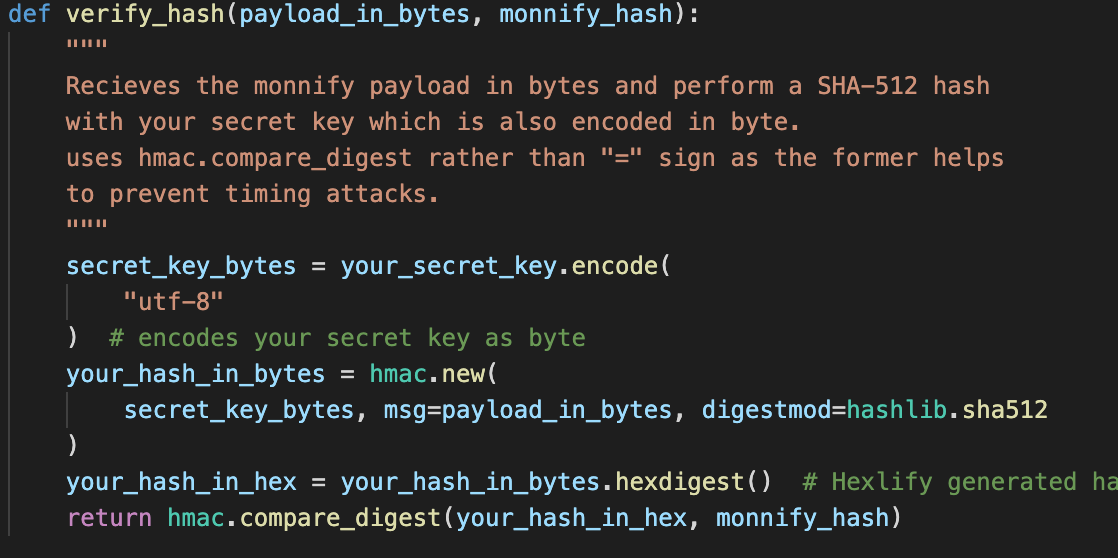 def verify_hash(payload_in_bytes, monnify_hash):
    """
    Recieves the monnify payload in bytes and perform a SHA-512 hash
    with your secret key which is also encoded in byte.
    uses hmac.compare_digest rather than "=" sign as the former helps
    to prevent timing attacks.
    """
    secret_key_bytes = your_secret_key.encode(
        "utf-8"
    )  # encodes your secret key as byte
    your_hash_in_bytes = hmac.new(
        secret_key_bytes, msg=payload_in_bytes, digestmod=hashlib.sha512
    )
    your_hash_in_hex = your_hash_in_bytes.hexdigest()  # Hexlify generated ha
    return hmac.compare_digest(your_hash_in_hex, monnify_hash)